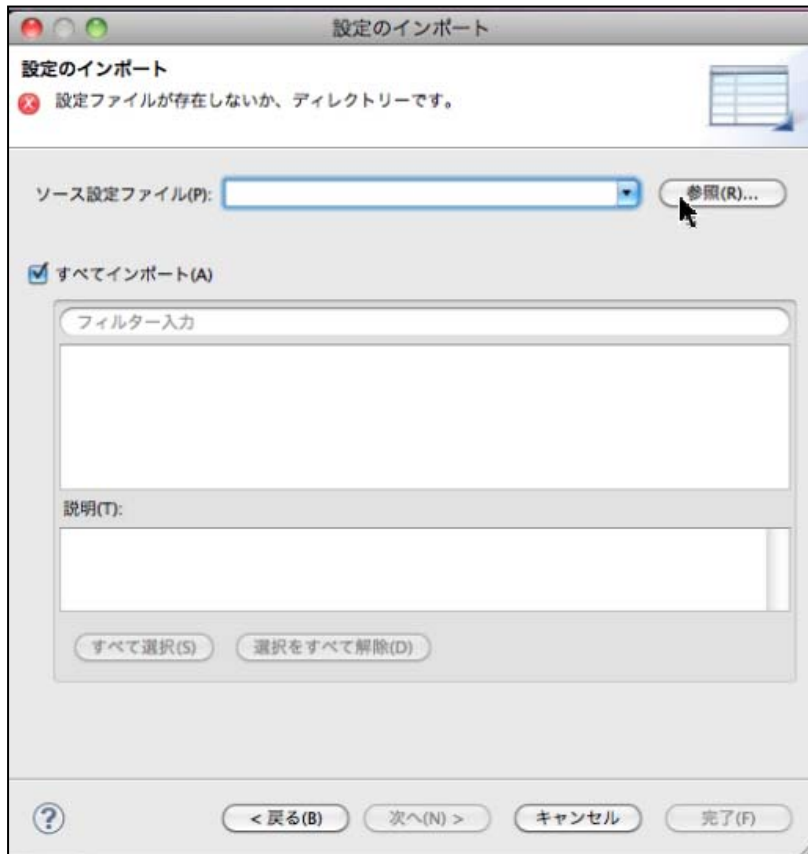 設定のインポート
設定のインポート
設定ファイルが存在しないか、ディレクトリーです。
ソース設定ファイル(P):
参照(R)...
すべてインポート(A)
フィルター入力
説明(T):
すべて選択(S) 選択をすべて解除(D)
? < 戻る(B) 次へ(N) > キャンセル 完了(F)